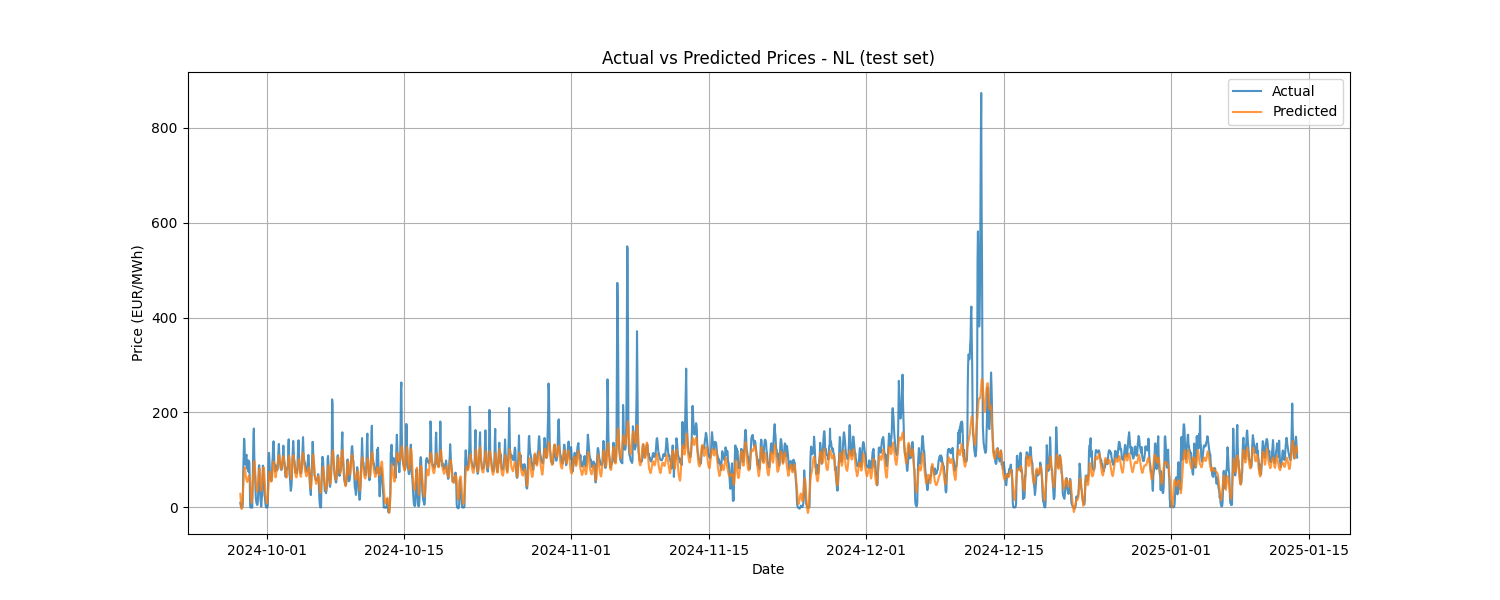 Actual vs Predicted Prices - NL (test set)
Actual
Predicted
800
600
400
200
0
Price (EUR/MWh)
2024-10-01 2024-10-15 2024-11-01 2024-11-15 2024-12-01 2024-12-15 2025-01-01 2025-01-15
Date